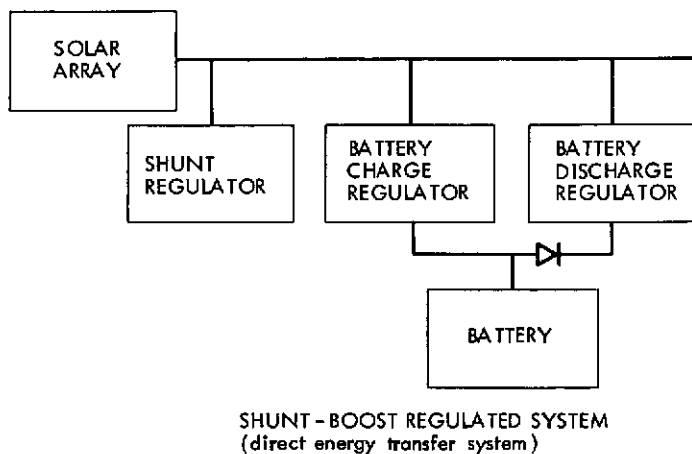 SOLAR
ARRAY
SHUNT
REGULATOR
BATTERY
CHARGE
REGULATOR
BATTERY
DISCHARGE
REGULATOR
BATTERY
SHUNT-BOOST REGULATED SYSTEM
(direct energy transfer system)